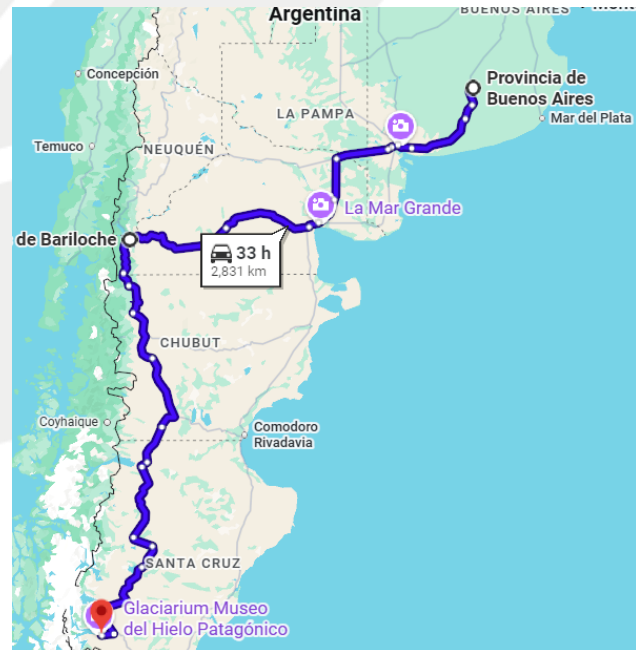 Argentina
BUENOS AIRES
Concepción
Provincia de
Buenos Aires
LA PAMPA
Mar del Plata
Temuco
NEUQUÉN
La Mar Grande
de Bariloche
33 h
2,831 km
CHUBUT
Coyhaique
Comodoro
Rivadavia
SANTA CRUZ
Glaciarium Museo
del Hielo Patagónico